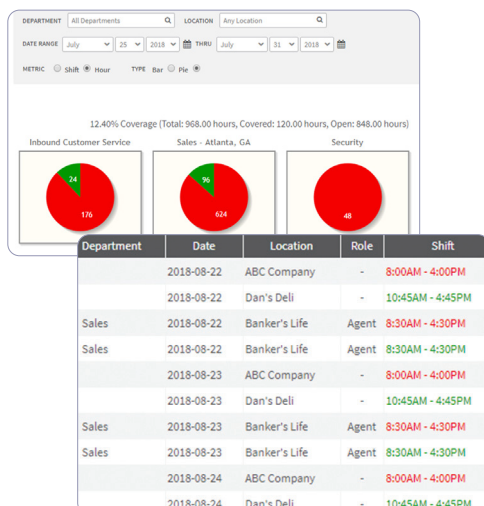 DEPARTMENT All Departments LOCATION Any Location
DATE RANGE July 25 2018 THRU July 31 2018
METRIC Shift Hour TYPE Bar Pie
12.40% Coverage (Total: 968.00 hours, Covered: 120.00 hours, Open: 848.00 hours)
Inbound Customer Service Sales - Atlanta, GA Security
24 96
176 624 48
Department Date Location Role Shift
2018-08-22 ABC Company - 8:00AM - 4:00PM
2018-08-22 Dan's Deli - 10:45AM - 4:45PM
Sales 2018-08-22 Banker's Life Agent 8:30AM - 4:30PM
Sales 2018-08-22 Banker's Life Agent 8:30AM - 4:30PM
2018-08-23 ABC Company - 8:00AM - 4:00PM
2018-08-23 Dan's Deli - 10:45AM - 4:45PM
Sales 2018-08-23 Banker's Life Agent 8:30AM - 4:30PM
Sales 2018-08-23 Banker's Life Agent 8:30AM - 4:30PM
2018-08-24 ABC Company - 8:00AM - 4:00PM
2018-08-24 Dan's Deli - 10:45AM - 4:45PM